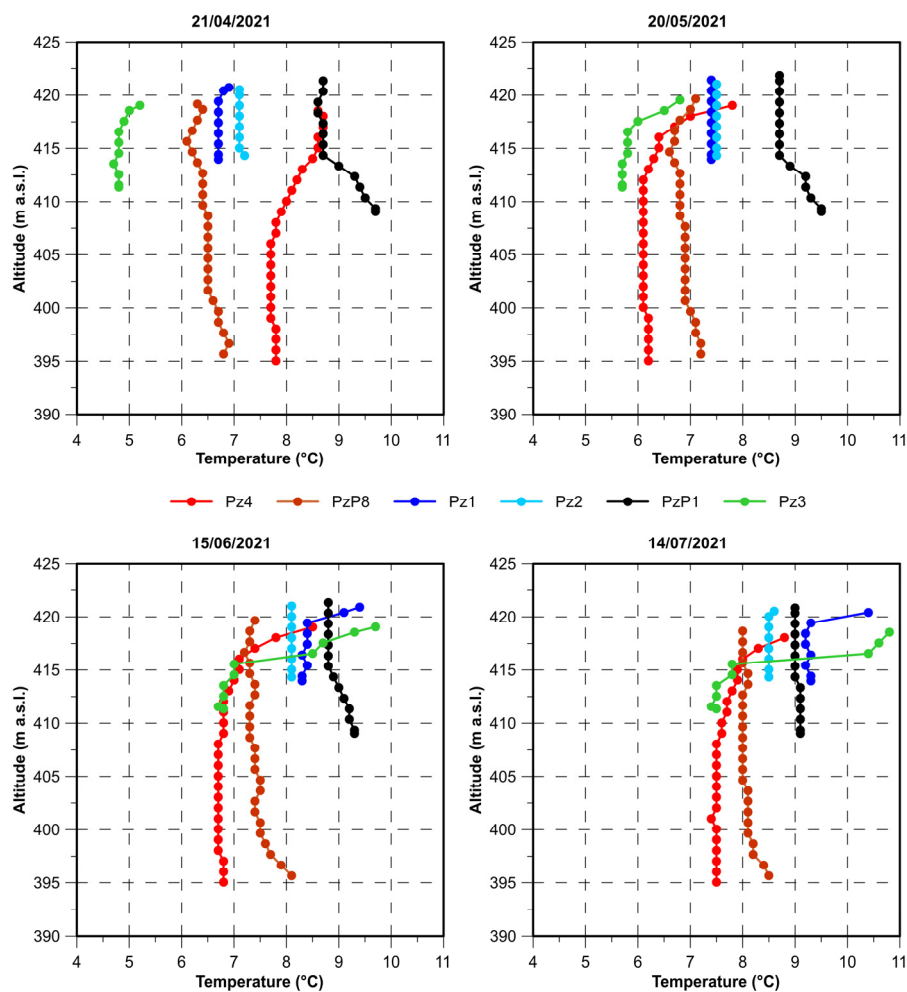 21/04/2021
20/05/2021
425
420
415
410
405
400
395
390
Altitude (m a.s.l.)
4 5 6 7 8 9 10 11
Temperature (°C)
425
420
415
410
405
400
395
390
Altitude (m a.s.l.)
4 5 6 7 8 9 10 11
Temperature (°C)
Pz4 PzP8 Pz1 Pz2 PzP1 Pz3
15/06/2021
14/07/2021
425
420
415
410
405
400
395
390
Altitude (m a.s.l.)
4 5 6 7 8 9 10 11
Temperature (°C)
425
420
415
410
405
400
395
390
Altitude (m a.s.l.)
4 5 6 7 8 9 10 11
Temperature (°C)